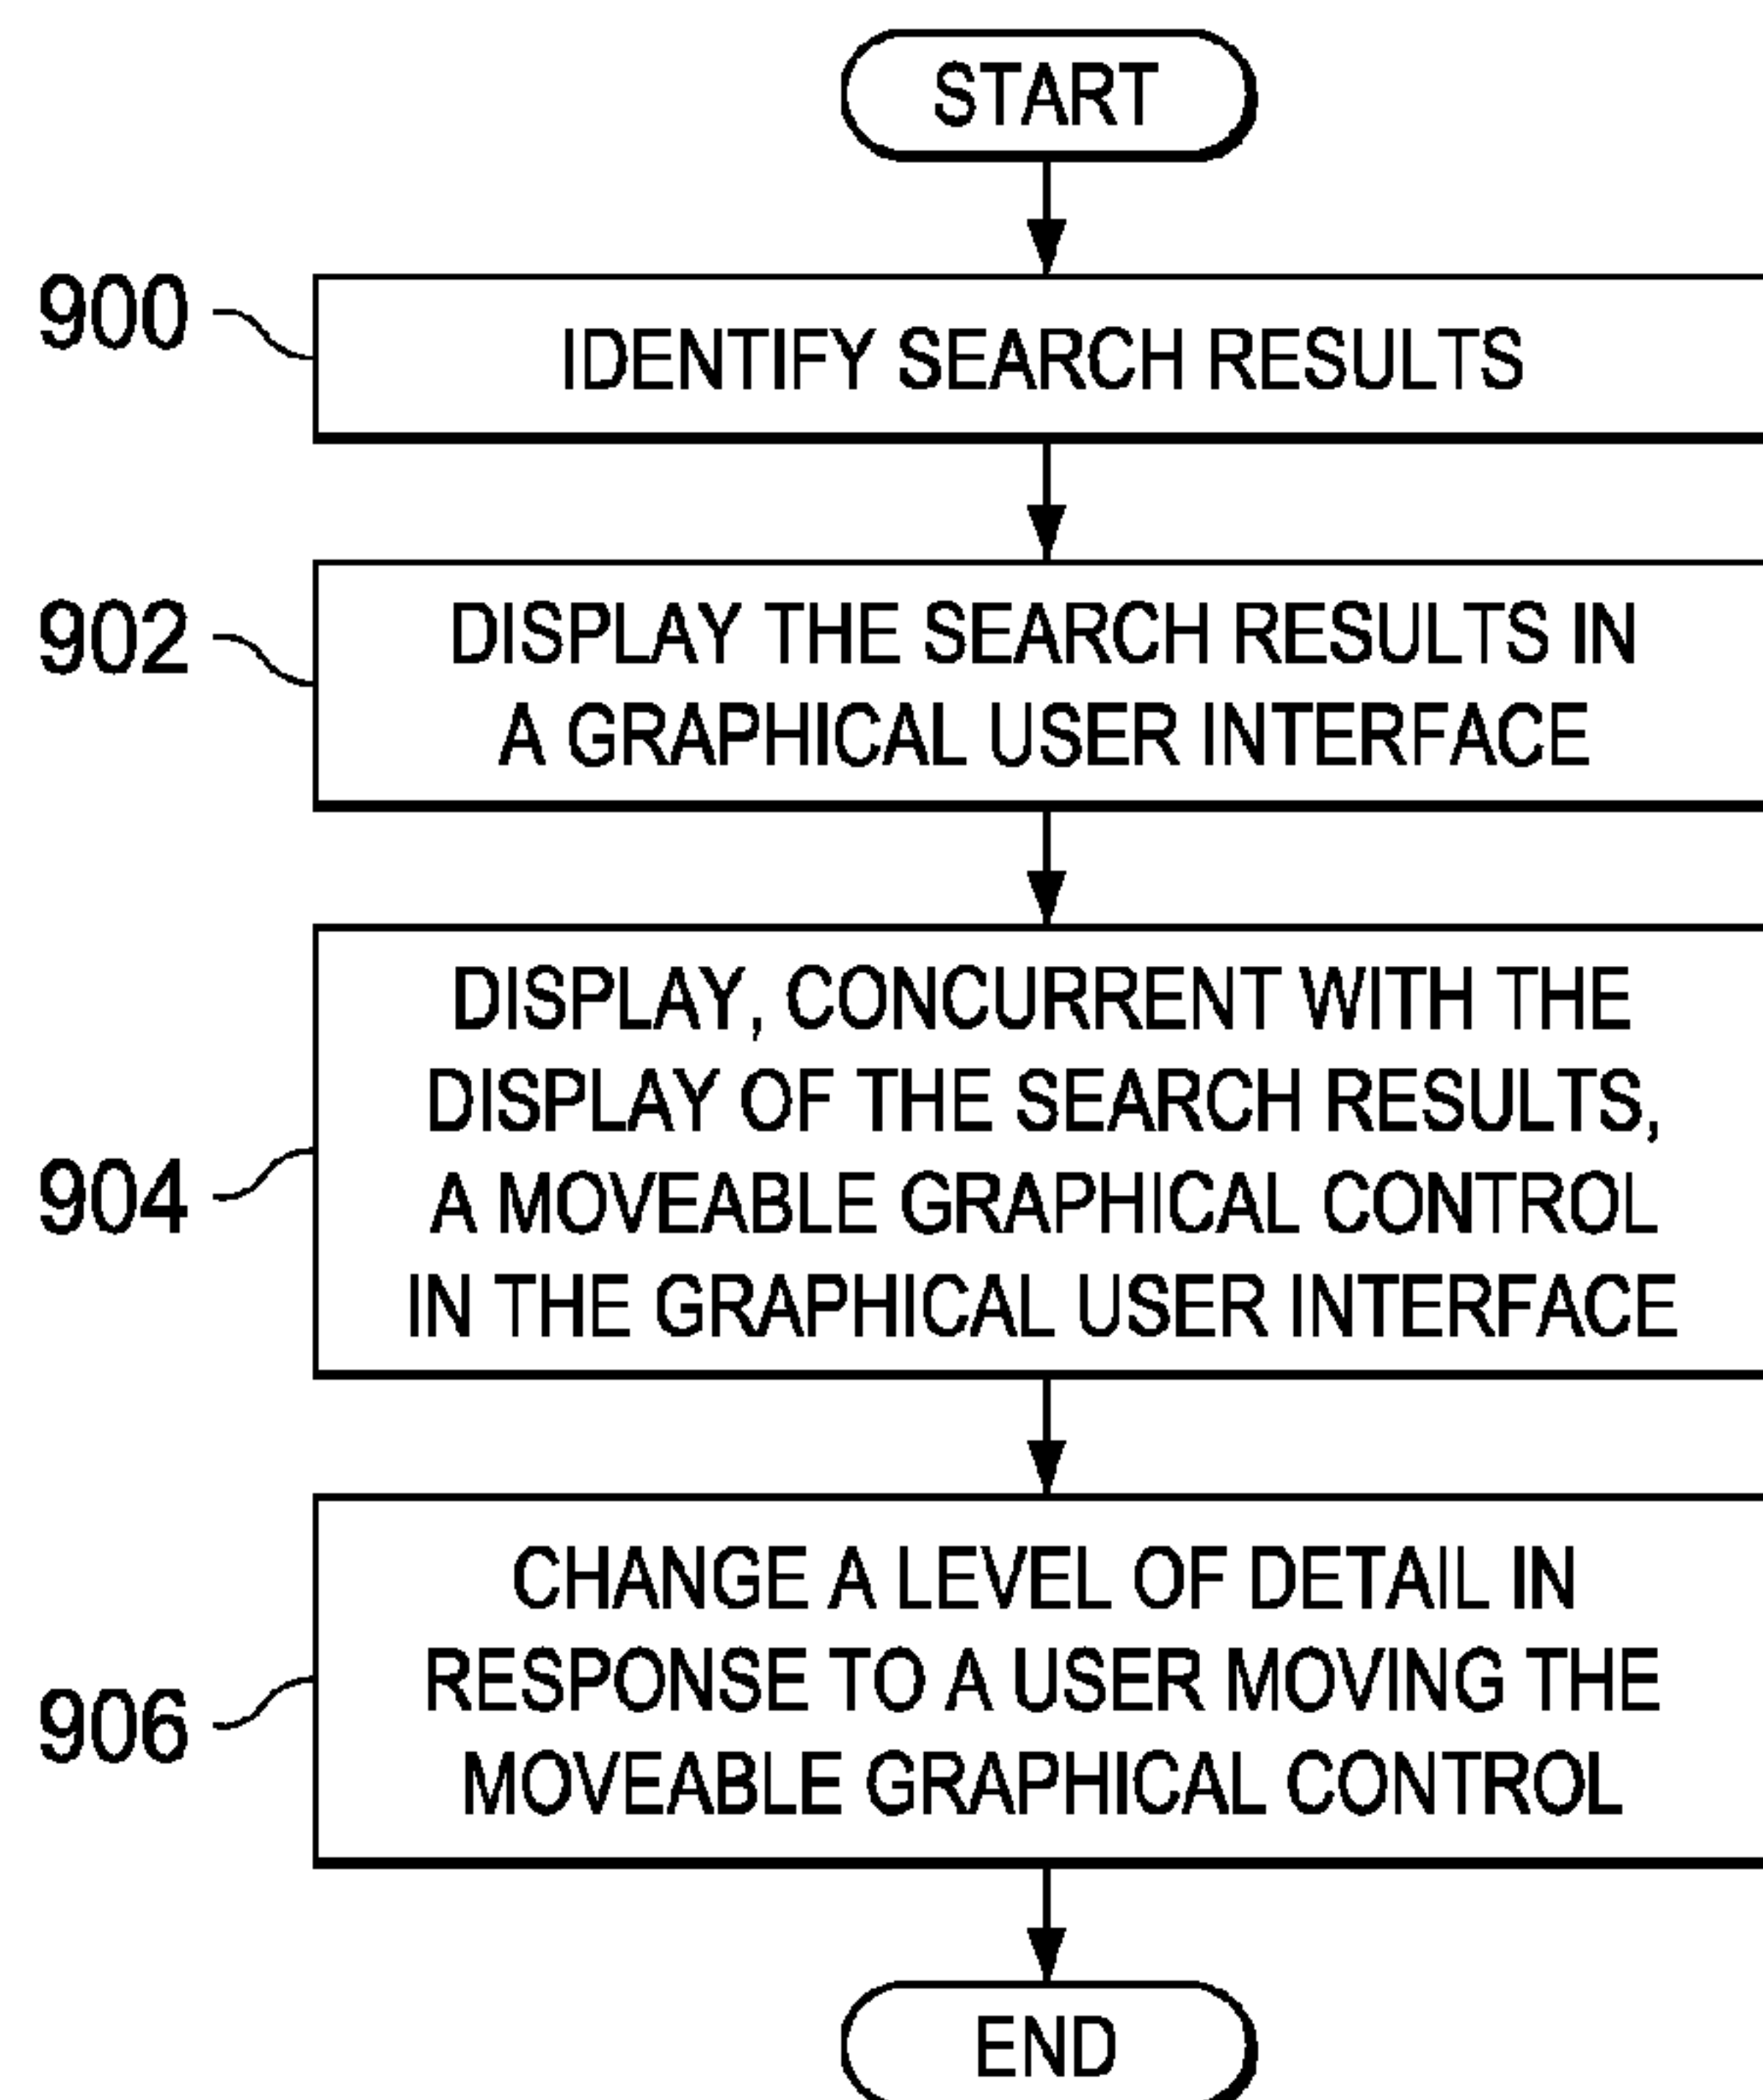 START
900
IDENTIFY SEARCH RESULTS
902
DISPLAY THE SEARCH RESULTS IN
A GRAPHICAL USER INTERFACE
904
DISPLAY, CONCURRENT WITH THE
DISPLAY OF THE SEARCH RESULTS,
A MOVEABLE GRAPHICAL CONTROL
IN THE GRAPHICAL USER INTERFACE
906
CHANGE A LEVEL OF DETAIL IN
RESPONSE TO A USER MOVING THE
MOVEABLE GRAPHICAL CONTROL
END